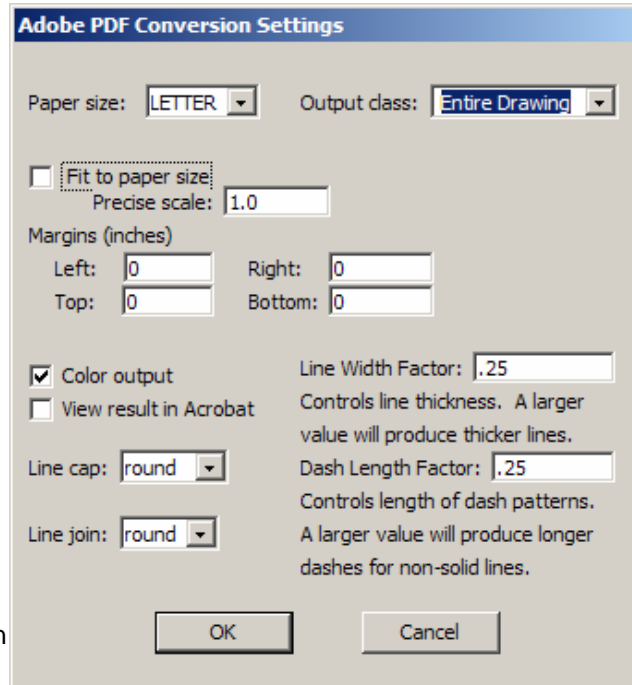 Adobe PDF Conversion Settings
Paper size: LETTER Output class: Entire Drawing
Fit to paper size
Precise scale: 1.0
Margins (inches)
Left: 0 Right: 0
Top: 0 Bottom: 0
Color output Line Width Factor: .25
View result in Acrobat Controls line thickness. A larger
value will produce thicker lines.
Line cap: round Dash Length Factor: .25
Controls length of dash patterns.
Line join: round A larger value will produce longer
dashes for non-solid lines.
OK Cancel